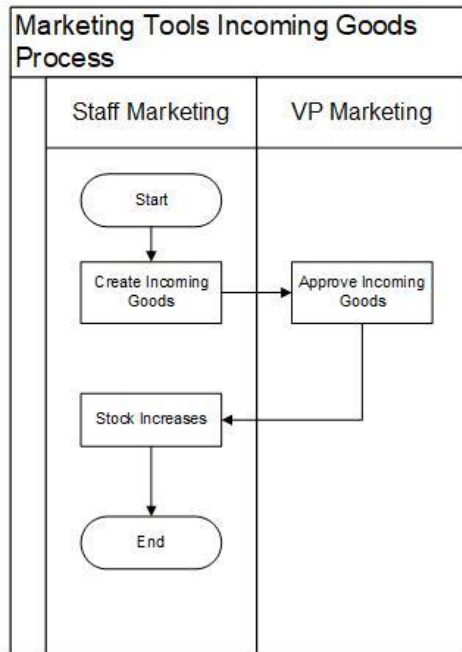 Marketing Tools Incoming Goods
Process
Staff Marketing
VP Marketing
Start
Create Incoming
Goods
Approve Incoming
Goods
Stock Increases
End